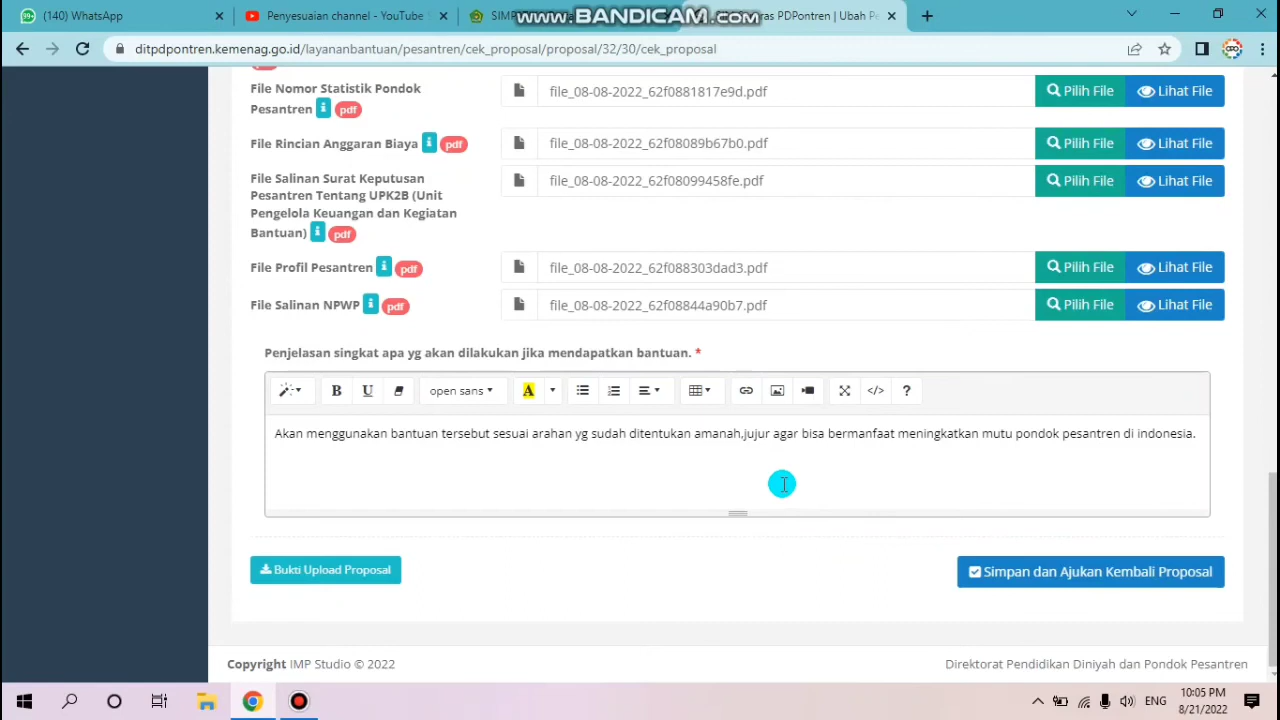 (140) WhatsApp
Penyesuaian channel - YouTube S
SIMP
www.BANDICAM.com
ras PDPontren | Ubah Pe
ditpdpontren.kemenag.go.id/layananbantuan/pesantren/cek_proposal/proposal/32/30/cek_proposal
File Nomor Statistik Pondok
Pesantren i pdf
file_08-08-2022_62f0881817e9d.pdf
Pilih File
Lihat File
File Rincian Anggaran Biaya i pdf
file_08-08-2022_62f08089b67b0.pdf
Pilih File
Lihat File
File Salinan Surat Keputusan
Pesantren Tentang UPK2B (Unit
Pengelola Keuangan dan Kegiatan
Bantuan) i pdf
file_08-08-2022_62f08099458fe.pdf
Pilih File
Lihat File
File Profil Pesantren i pdf
file_08-08-2022_62f088303dad3.pdf
Pilih File
Lihat File
File Salinan NPWP i pdf
file_08-08-2022_62f08844a90b7.pdf
Pilih File
Lihat File
Penjelasan singkat apa yg akan dilakukan jika mendapatkan bantuan. *
B U open sans A </> ?
Akan menggunakan bantuan tersebut sesuai arahan yg sudah ditentukan amanah,jujur agar bisa bermanfaat meningkatkan mutu pondok pesantren di indonesia.
Bukti Upload Proposal
Simpan dan Ajukan Kembali Proposal
Copyright IMP Studio © 2022
Direktorat Pendidikan Diniyah dan Pondok Pesantren
ENG
10:05 PM
8/21/2022